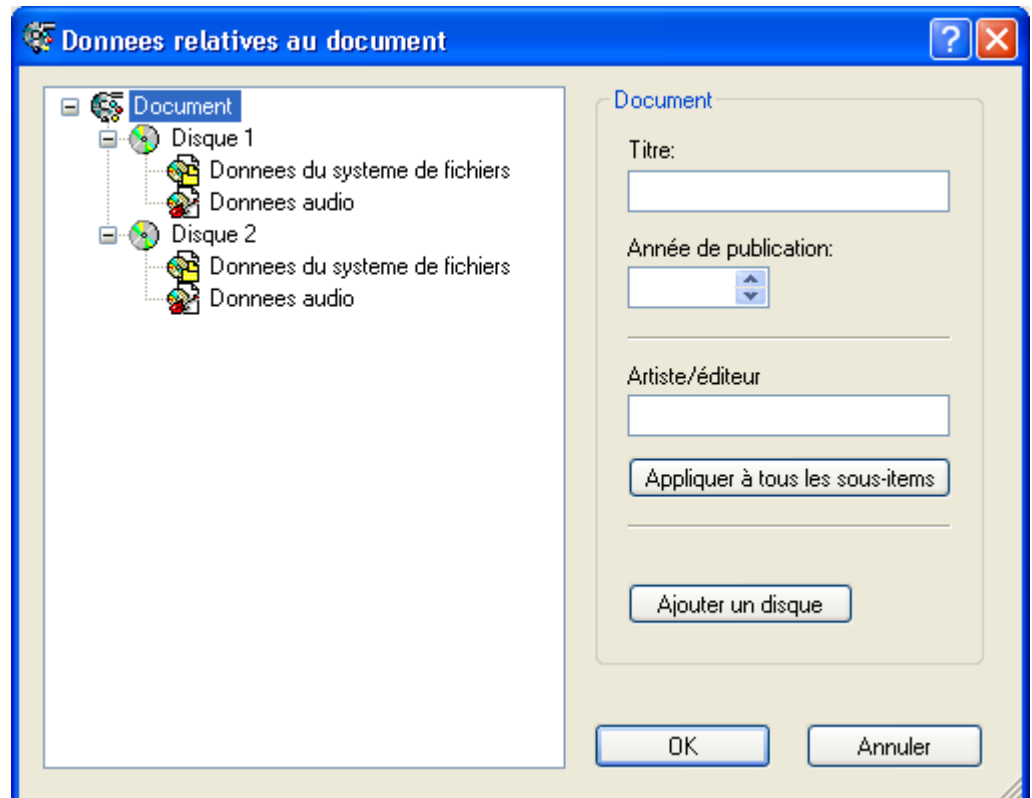 Donnees relatives au document
Document
Disque 1
Donnees du systeme de fichiers
Donnees audio
Disque 2
Donnees du systeme de fichiers
Donnees audio
Document
Titre:
Année de publication:
Artiste/éditeur
Appliquer à tous les sous-items
Ajouter un disque
OK
Annuler